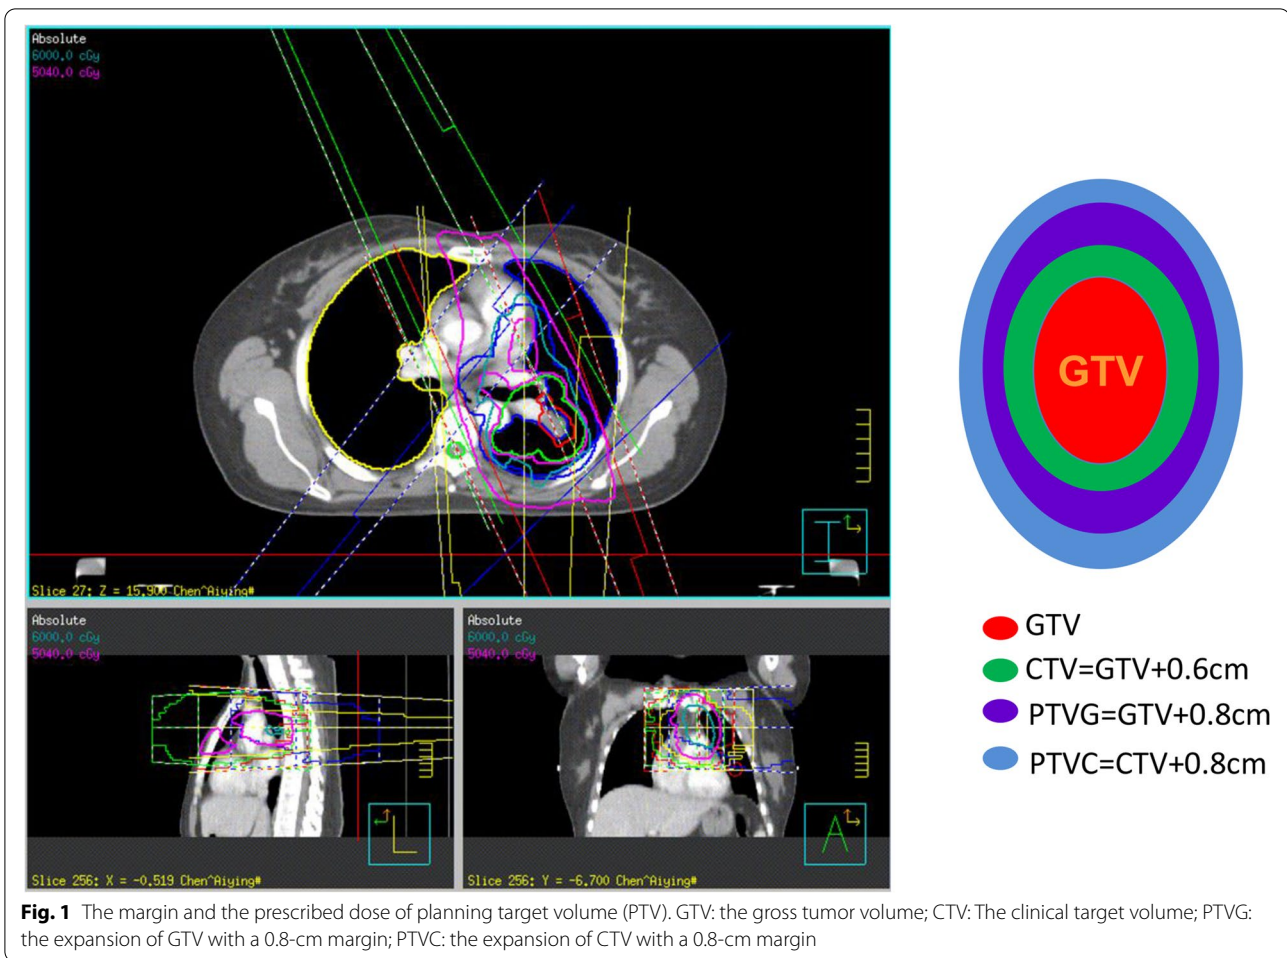 Absolute
6000.0 cGy
5040.0 cGy
Slice 27: Z = 15.900 Chen^Aiying#
Absolute
6000.0 cGy
5040.0 cGy
L
Slice 256: X = -0.519 Chen^Aiying#
Absolute
6000.0 cGy
5040.0 cGy
A
Slice 256: Y = -6.700 Chen^Aiying#
GTV
GTV
CTV=GTV+0.6cm
PTVG=GTV+0.8cm
PTVC=CTV+0.8cm
Fig. 1 The margin and the prescribed dose of planning target volume (PTV). GTV: the gross tumor volume; CTV: The clinical target volume; PTVG:
the expansion of GTV with a 0.8-cm margin; PTVC: the expansion of CTV with a 0.8-cm margin